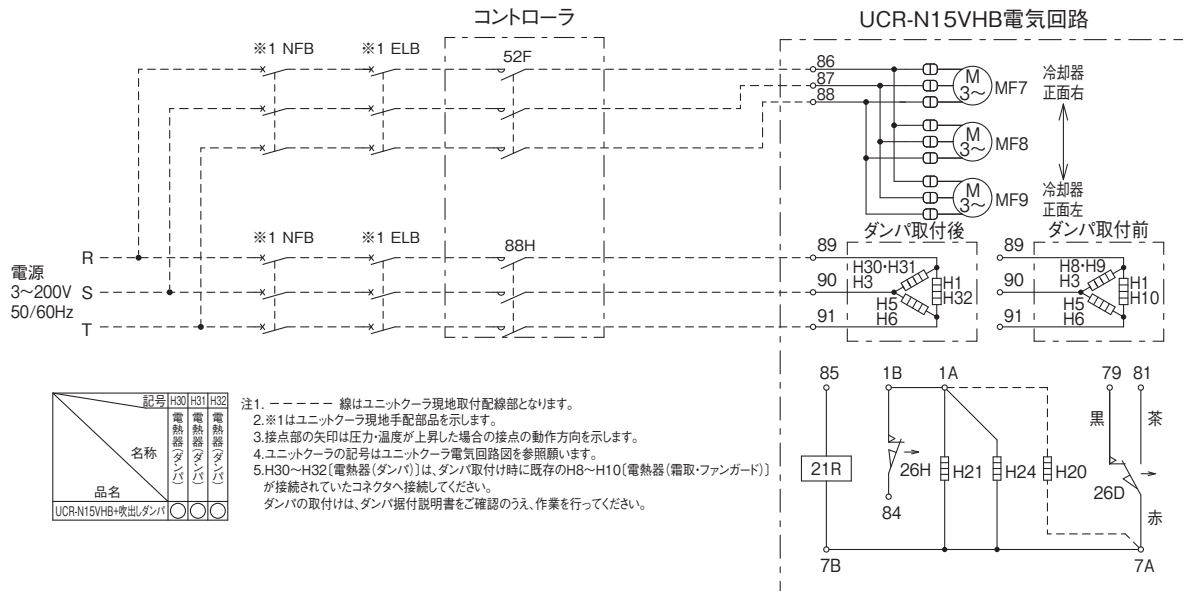 コントローラ
UCR-N15VHB電気回路
※1 NFB
※1 ELB
52F
86
87
88
M
3～
MF7
M
3～
MF8
M
3～
MF9
冷却器
正面右
冷却器
正面左
電源
3～200V
50/60Hz
R
S
T
※1 NFB
※1 ELB
88H
ダンパ取付後
89
90
91
H30・H31
H3
H5
H6
H1
H32
ダンパ取付前
89
90
91
H8・H9
H3
H5
H6
H1
H10
85
1B
1A
79
81
黒
茶
21R
26H
84
H21
H24
H20
26D
赤
7B
7A
記号
H30
H31
H32
名称
電熱器(ダンパ)
電熱器(ダンパ)
電熱器(ダンパ)
品名
UCR-N15VHB+吹出しダンパ
○
○
○
注1. －－－－－ 線はユニットクーラ現地取付配線部となります。
2.※1はユニットクーラ現地手配部品を示します。
3.接点部の矢印は圧力・温度が上昇した場合の接点の動作方向を示します。
4.ユニットクーラの記号はユニットクーラ電気回路図を参照願います。
5.H30～H32〔電熱器(ダンパ)〕は、ダンパ取付け時に既存のH8～H10〔電熱器(霜取・ファンガード)〕
が接続されていたコネクタへ接続してください。
ダンパの取付けは、ダンパ据付説明書をご確認のうえ、作業を行ってください。